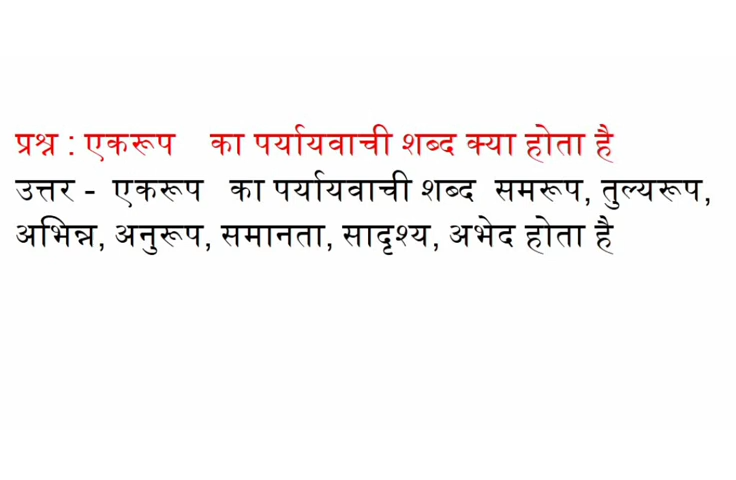 प्रश्न : एकरूप का पर्यायवाची शब्द क्या होता है
उत्तर - एकरूप का पर्यायवाची शब्द समरूप, तुल्यरूप,
अभिन्न, अनुरूप, समानता, सादृश्य, अभेद होता है